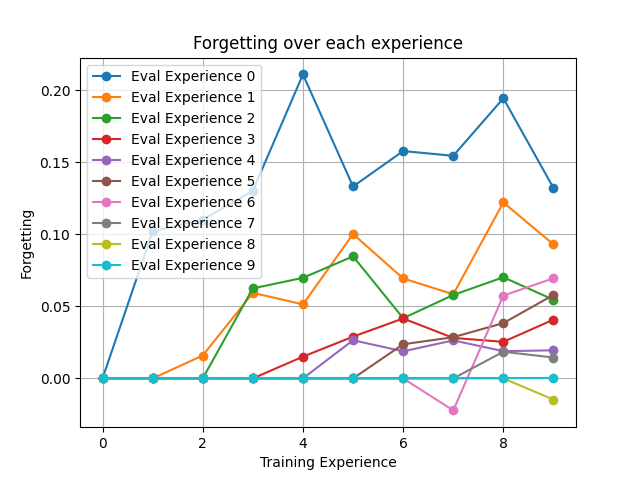 Forgetting over each experience
Eval Experience 0
Eval Experience 1
Eval Experience 2
Eval Experience 3
Eval Experience 4
Eval Experience 5
Eval Experience 6
Eval Experience 7
Eval Experience 8
Eval Experience 9
0.20
0.15
0.10
0.05
0.00
Forgetting
0 2 4 6 8
Training Experience